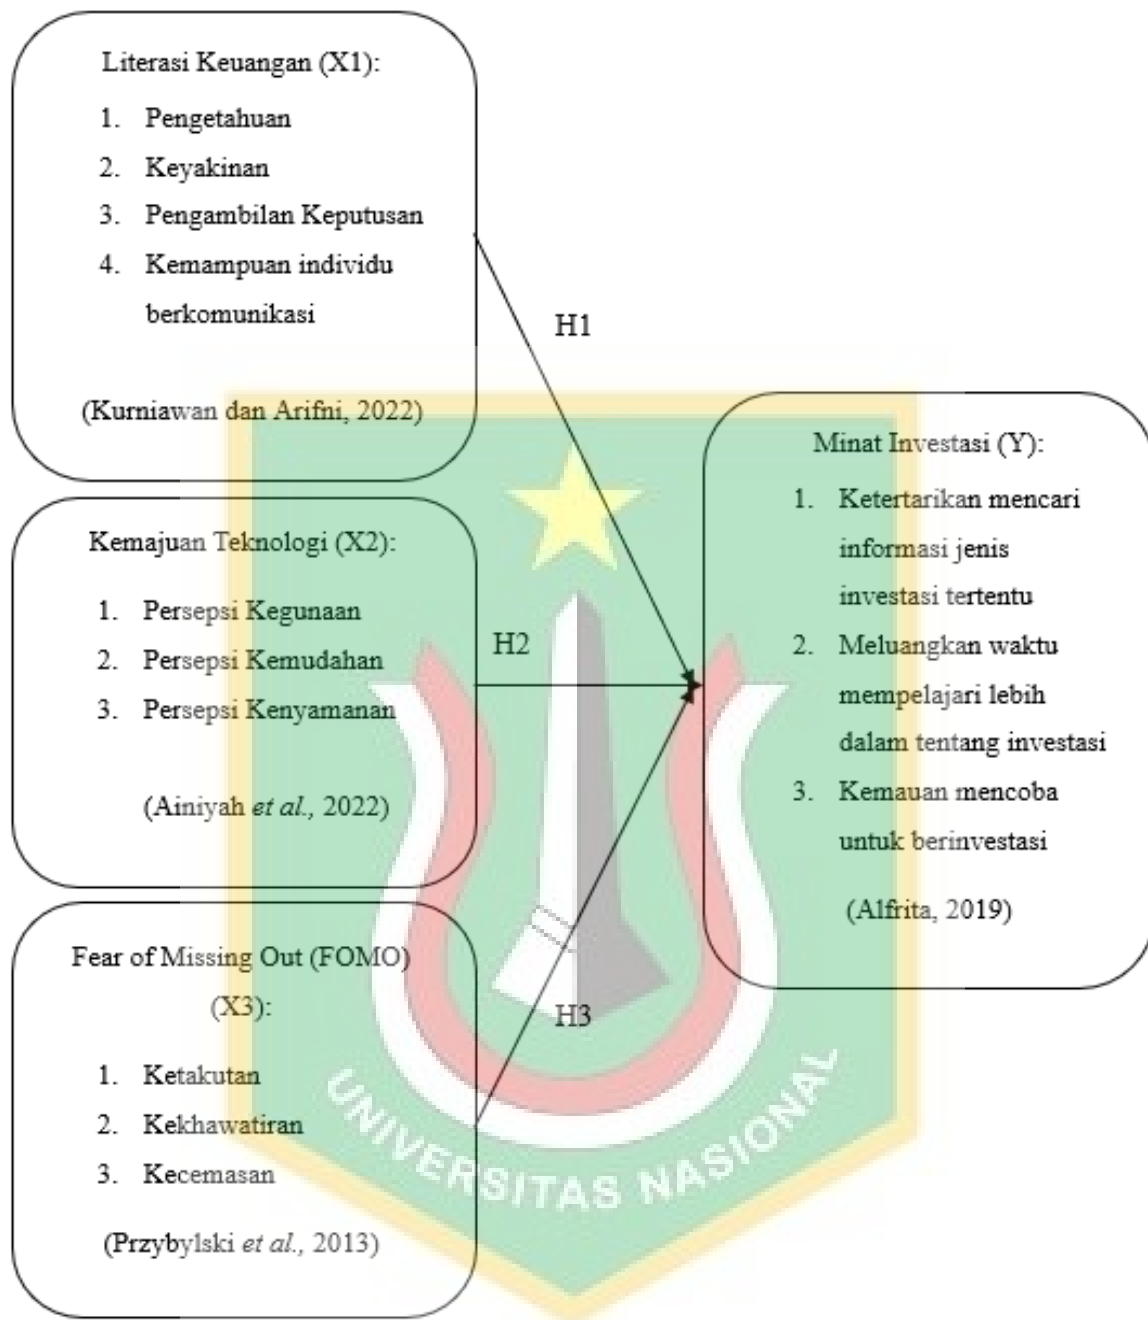 Literasi Keuangan (X1):
1. Pengetahuan
2. Keyakinan
3. Pengambilan Keputusan
4. Kemampuan individu
berkomunikasi
(Kurniawan dan Arifni, 2022)
H1
Kemajuan Teknologi (X2):
1. Persepsi Kegunaan
2. Persepsi Kemudahan
3. Persepsi Kenyamanan
(Ainiyah et al., 2022)
H2
Fear of Missing Out (FOMO)
(X3):
1. Ketakutan
2. Kekhawatiran
3. Kecemasan
(Przybylski et al., 2013)
H3
Minat Investasi (Y):
1. Ketertarikan mencari
informasi jenis
investasi tertentu
2. Meluangkan waktu
mempelajari lebih
dalam tentang investasi
3. Kemauan mencoba
untuk berinvestasi
(Alfrita, 2019)
UNIVERSITAS NASIONAL